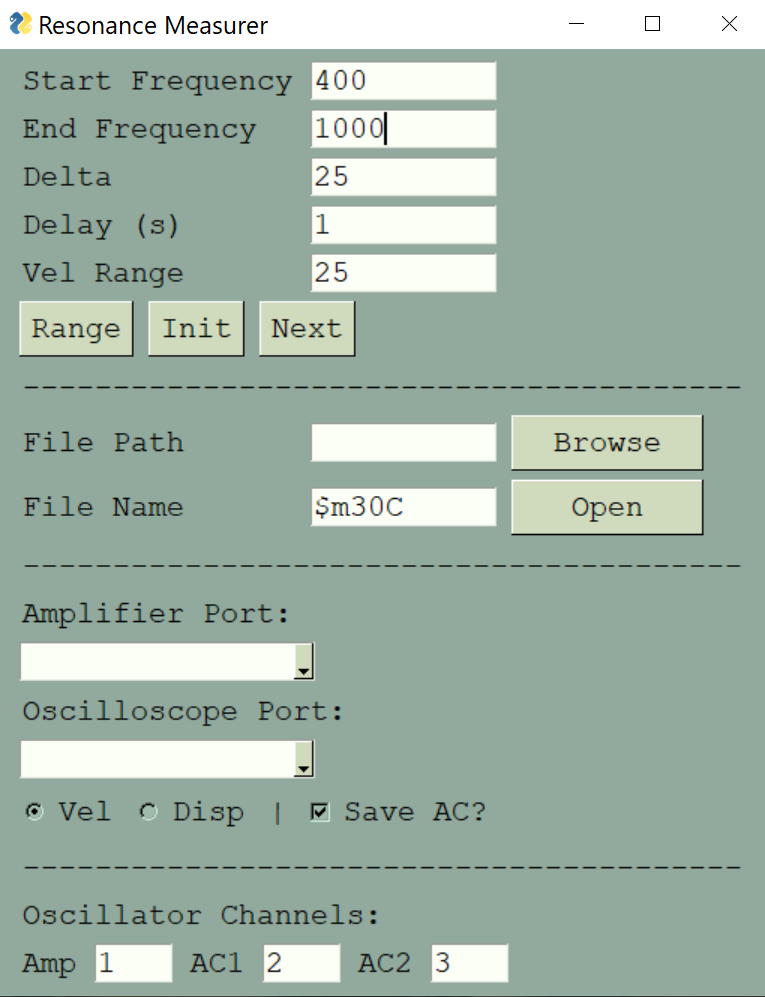 Resonance Measurer
Start Frequency 400
End Frequency 1000
Delta 25
Delay (s) 1
Vel Range 25
Range Init Next
----------------------------------------
File Path Browse
File Name $m30C Open
----------------------------------------
Amplifier Port:
Oscilloscope Port:
Vel Disp | Save AC?
----------------------------------------
Oscillator Channels:
Amp 1 AC1 2 AC2 3